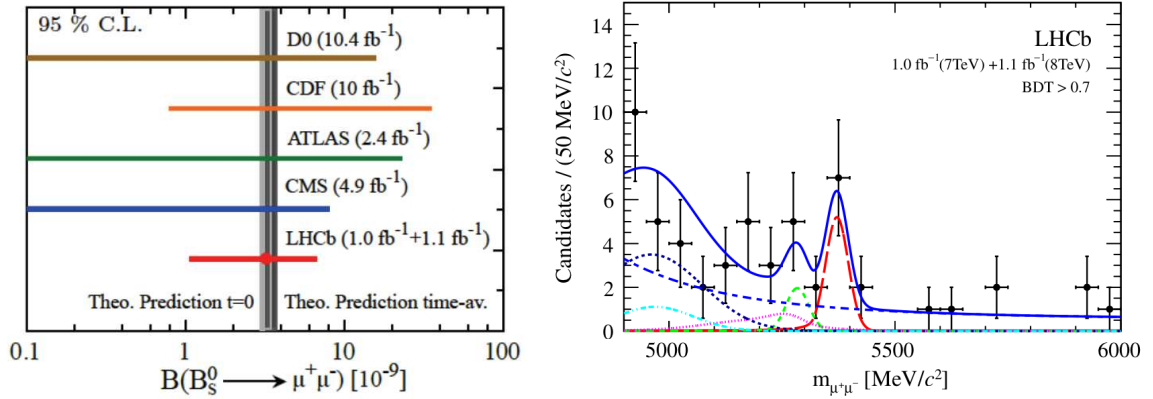 95 % C.L.
D0 (10.4 fb⁻¹)
CDF (10 fb⁻¹)
ATLAS (2.4 fb⁻¹)
CMS (4.9 fb⁻¹)
LHCb (1.0 fb⁻¹+1.1 fb⁻¹)
Theo. Prediction t=0 Theo. Prediction time-av.
0.1 1 10 100
B(B⁰ₛ ⟶ μ⁺μ⁻) [10⁻⁹]
Candidates / (50 MeV/c²)
14
12
10
8
6
4
2
0
LHCb
1.0 fb⁻¹(7TeV) +1.1 fb⁻¹(8TeV)
BDT > 0.7
5000 5500 6000
m_μ⁺μ⁻ [MeV/c²]